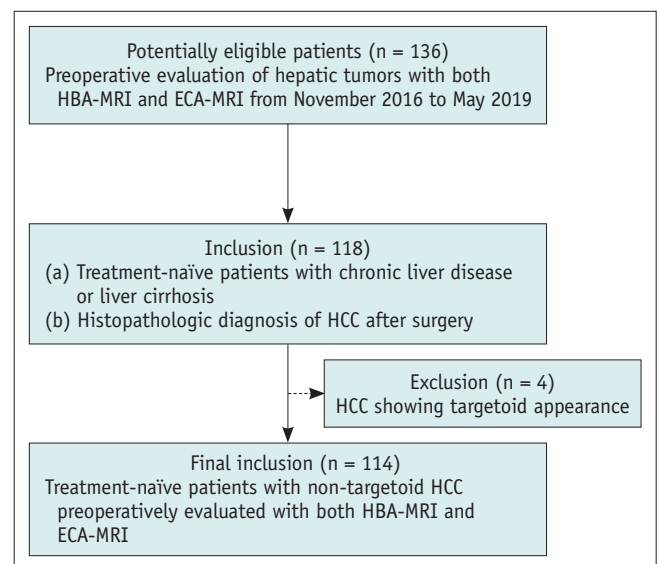 Potentially eligible patients (n = 136)
Preoperative evaluation of hepatic tumors with both
HBA-MRI and ECA-MRI from November 2016 to May 2019
Inclusion (n = 118)
(a) Treatment-naïve patients with chronic liver disease
or liver cirrhosis
(b) Histopathologic diagnosis of HCC after surgery
Exclusion (n = 4)
HCC showing targetoid appearance
Final inclusion (n = 114)
Treatment-naïve patients with non-targetoid HCC
preoperatively evaluated with both HBA-MRI and
ECA-MRI